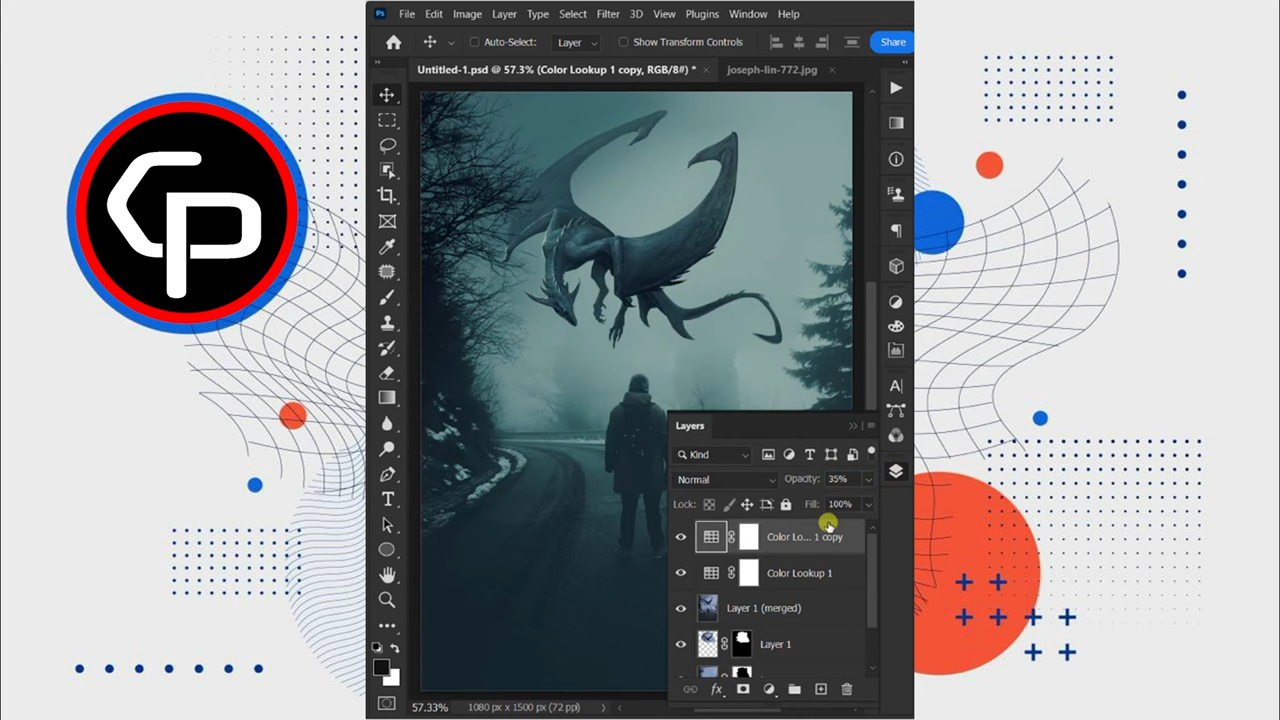 Ps File Edit Image Layer Type Select Filter 3D View Plugins Window Help
Auto-Select: Layer Show Transform Controls Share
Untitled-1.psd @ 57.3% (Color Lookup 1 copy, RGB/8#) * × joseph-lin-772.jpg ×
CP
Layers
Kind
Normal Opacity: 35%
Lock: Fill: 100%
Color Lo... 1 copy
Color Lookup 1
Layer 1 (merged)
Layer 1
fx
57.33% 1080 px x 1500 px (72 ppi)